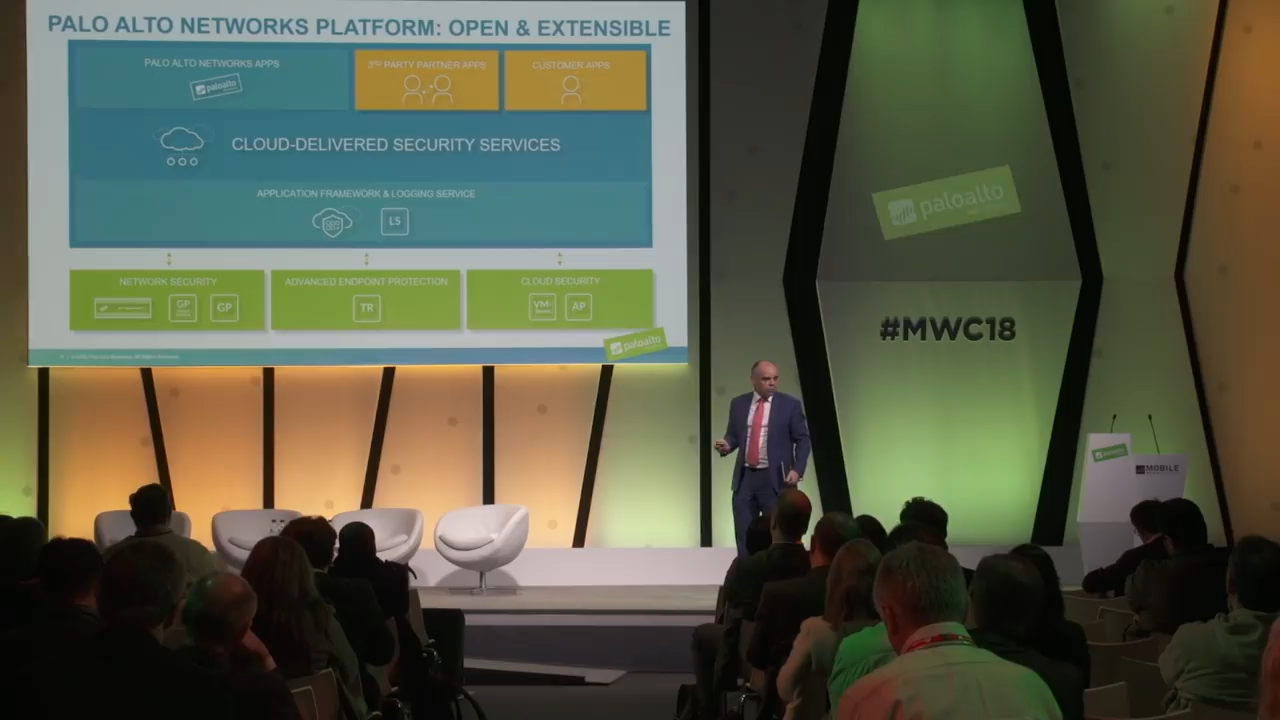 PALO ALTO NETWORKS PLATFORM: OPEN & EXTENSIBLE
PALO ALTO NETWORKS APPS
paloalto
3RD PARTY PARTNER APPS
CUSTOMER APPS
CLOUD-DELIVERED SECURITY SERVICES
APPLICATION FRAMEWORK & LOGGING SERVICE
LS
NETWORK SECURITY
GP
GP
ADVANCED ENDPOINT PROTECTION
TR
CLOUD SECURITY
VM-
AP
paloalto
paloalto
#MWC18
MOBILE